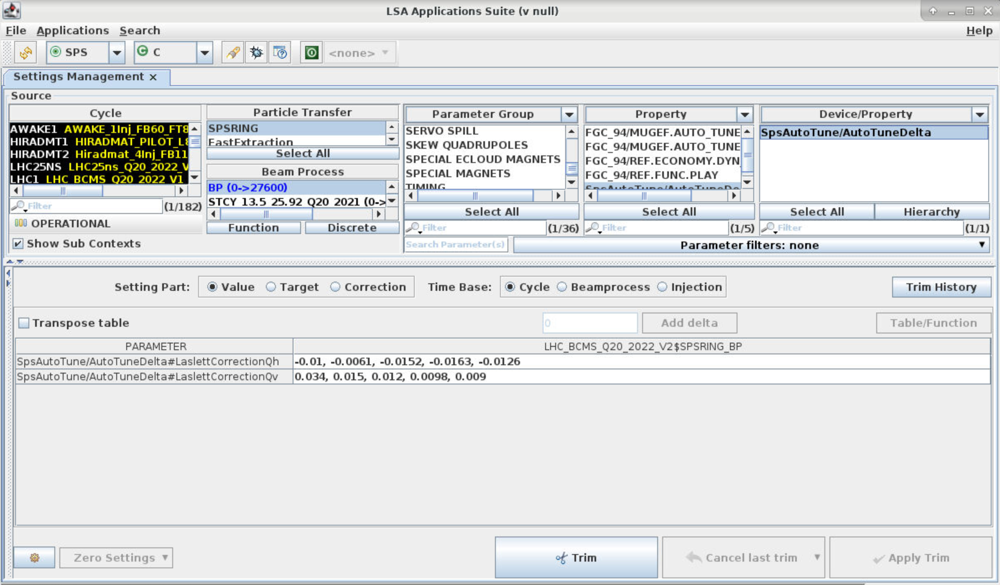 LSA Applications Suite (v null)
File Applications Search Help
SPS C <none>
Settings Management
Source
Cycle
AWAKE1 AWAKE_1Inj_FB60_FT8
HIRADMT1 HIRADMAT_PILOT_L8
HIRADMT2 Hiradmat_4Inj_FB11
LHC25NS LHC25ns_Q20_2022_V
LHC1 LHC_BCMS_Q20_2022_V1
Filter (1/182)
OPERATIONAL
Show Sub Contexts
Particle Transfer
SPSRING
FastExtraction
Select All
Beam Process
BP (0->27600)
STCY_13.5_25.92_Q20_2021 (0->
Function Discrete
Parameter Group
SERVO SPILL
SKEW QUADRUPOLES
SPECIAL ECLOUD MAGNETS
SPECIAL MAGNETS
TIMING
Select All
Filter (1/36)
Property
FGC_94/MUGEF.AUTO_TUNE
FGC_94/MUGEF.AUTO_TUNE
FGC_94/REF.ECONOMY.DYN
FGC_94/REF.FUNC.PLAY
SpsAutoTune/AutoTuneDe
Select All
Filter (1/5)
Device/Property
SpsAutoTune/AutoTuneDelta
Select All Hierarchy
Filter (1/1)
Search Parameter(s) Parameter filters: none
Setting Part: Value Target Correction Time Base: Cycle Beamprocess Injection Trim History
Transpose table 0 Add delta Table/Function
PARAMETER LHC_BCMS_Q20_2022_V2$SPSRING_BP
SpsAutoTune/AutoTuneDelta#LaslettCorrectionQh -0.01, -0.0061, -0.0152, -0.0163, -0.0126
SpsAutoTune/AutoTuneDelta#LaslettCorrectionQv 0.034, 0.015, 0.012, 0.0098, 0.009
Zero Settings Trim Cancel last trim Apply Trim